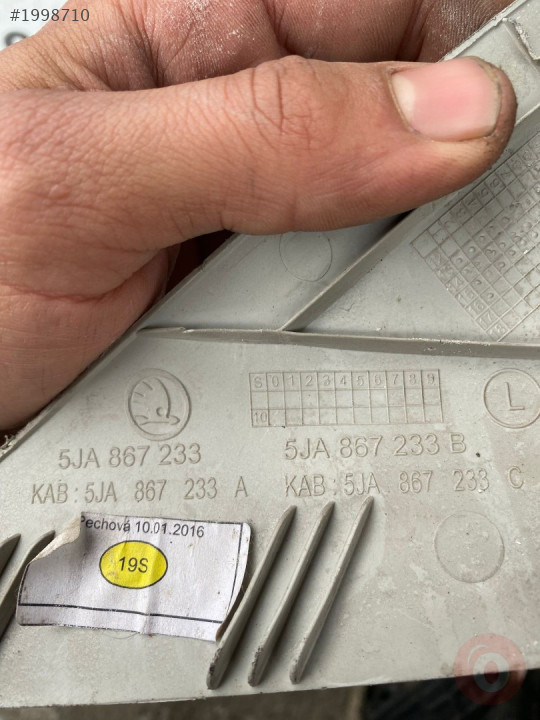 #1998710
S 0 1 2 3 4 5 6 7 8 9
10
L
5JA 867 233
5JA 867 233 B
KAB: 5JA 867 233 A
KAB: 5JA 867 233 C
Pechová 10.01.2016
19S